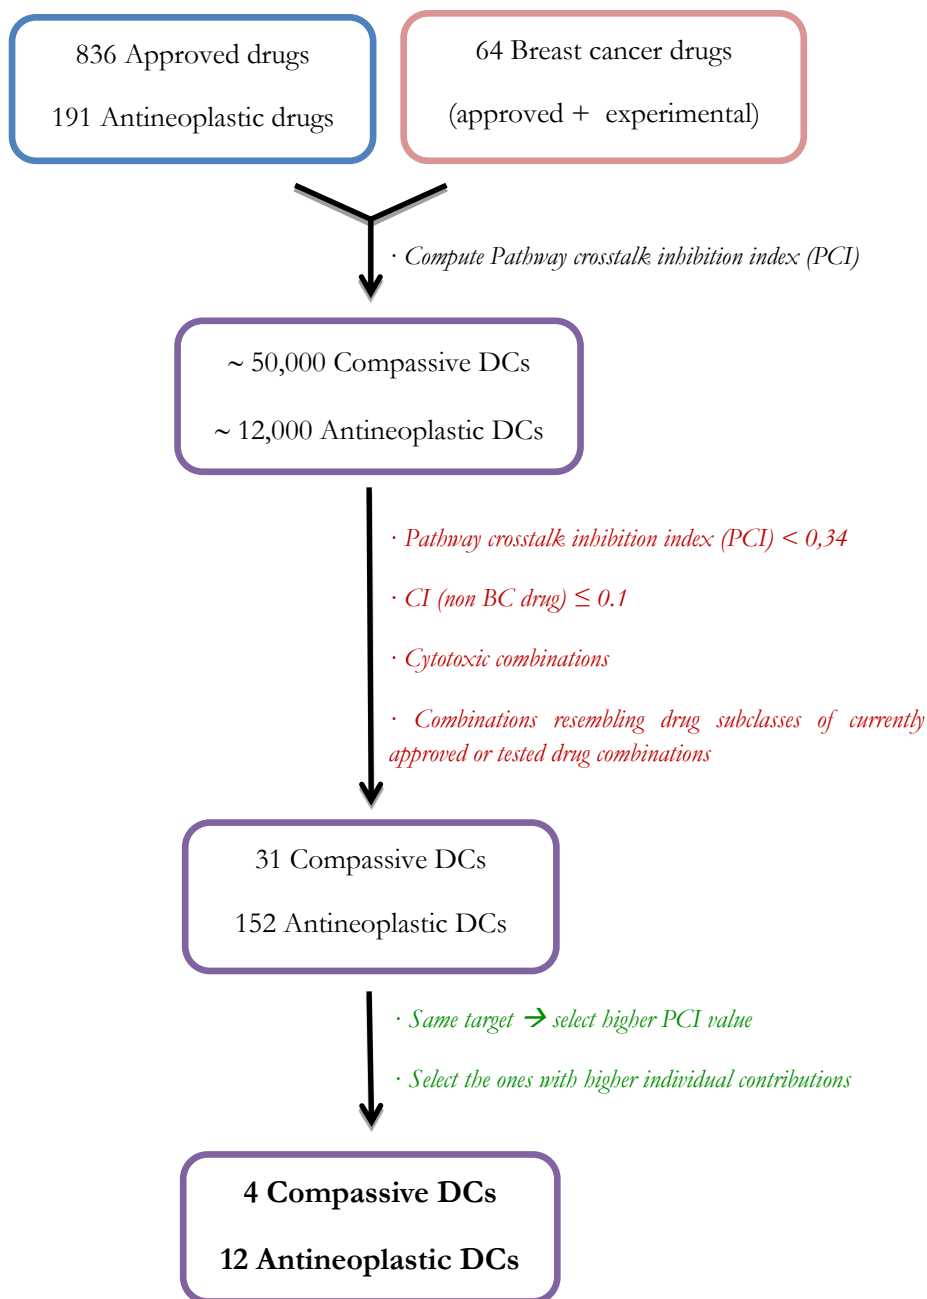 836 Approved drugs
191 Antineoplastic drugs
64 Breast cancer drugs
(approved + experimental)
· Compute Pathway crosstalk inhibition index (PCI)
~ 50,000 Compassive DCs
~ 12,000 Antineoplastic DCs
· Pathway crosstalk inhibition index (PCI) < 0,34
· CI (non BC drug) ≤ 0.1
· Cytotoxic combinations
· Combinations resembling drug subclasses of currently
approved or tested drug combinations
31 Compassive DCs
152 Antineoplastic DCs
· Same target → select higher PCI value
· Select the ones with higher individual contributions
4 Compassive DCs
12 Antineoplastic DCs